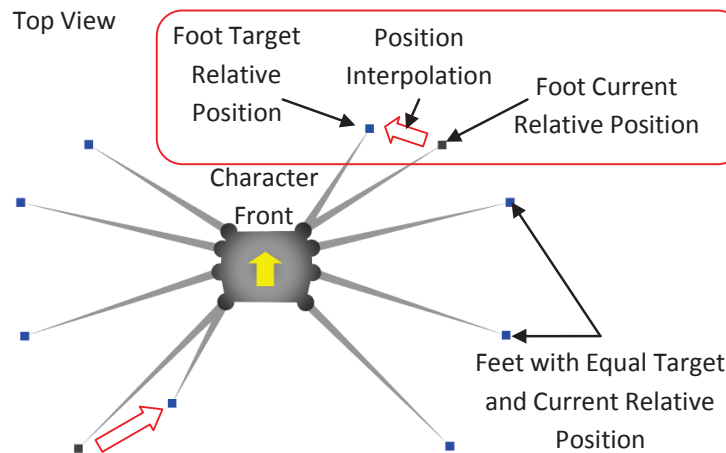 Top View
Foot Target
Relative
Position
Position
Interpolation
Foot Current
Relative Position
Character
Front
Feet with Equal Target
and Current Relative
Position